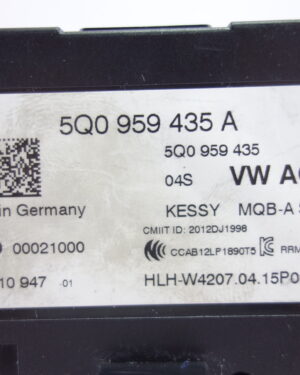 5Q0 959 435 A
5Q0 959 435
04S VW AG
in Germany
KESSY MQB-A
CMIIT ID: 2012DJ1998
00021000
CCAB12LP1890T5
10 947 -01
HLH-W4207.04.15P0